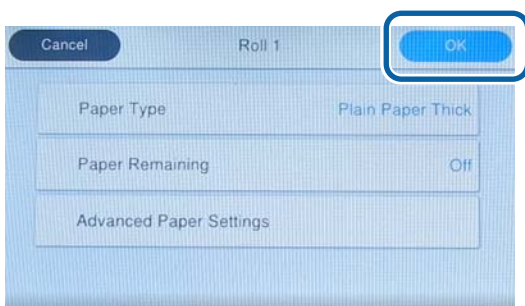 Cancel Roll 1 OK
Paper Type Plain Paper Thick
Paper Remaining Off
Advanced Paper Settings